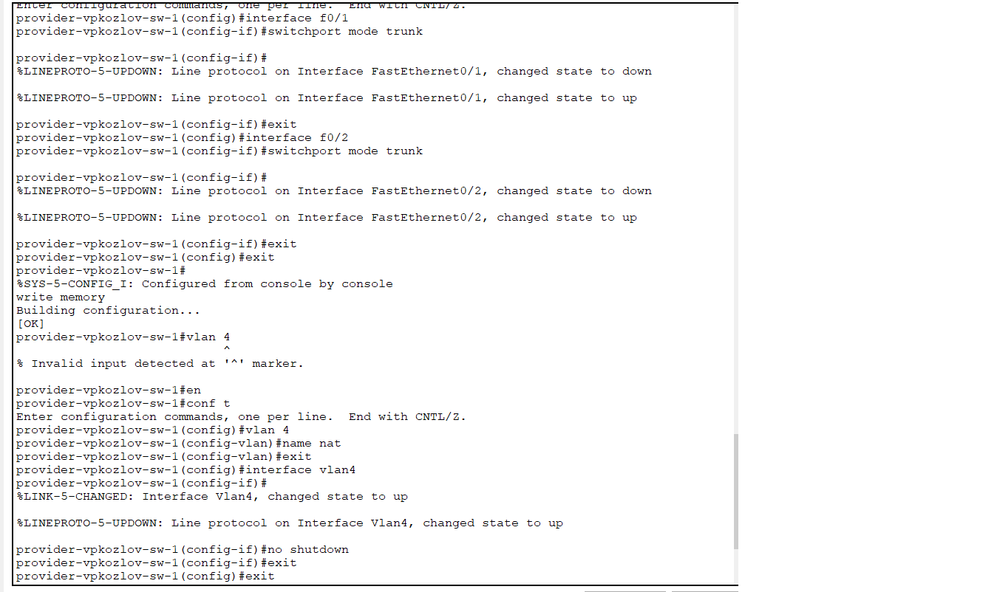 Enter configuration commands, one per line.  End with CNTL/Z.
provider-vpkozlov-sw-1(config)#interface f0/1
provider-vpkozlov-sw-1(config-if)#switchport mode trunk
provider-vpkozlov-sw-1(config-if)#
%LINEPROTO-5-UPDOWN: Line protocol on Interface FastEthernet0/1, changed state to down
%LINEPROTO-5-UPDOWN: Line protocol on Interface FastEthernet0/1, changed state to up
provider-vpkozlov-sw-1(config-if)#exit
provider-vpkozlov-sw-1(config)#interface f0/2
provider-vpkozlov-sw-1(config-if)#switchport mode trunk
provider-vpkozlov-sw-1(config-if)#
%LINEPROTO-5-UPDOWN: Line protocol on Interface FastEthernet0/2, changed state to down
%LINEPROTO-5-UPDOWN: Line protocol on Interface FastEthernet0/2, changed state to up
provider-vpkozlov-sw-1(config-if)#exit
provider-vpkozlov-sw-1(config)#exit
provider-vpkozlov-sw-1#
%SYS-5-CONFIG_I: Configured from console by console
write memory
Building configuration...
[OK]
provider-vpkozlov-sw-1#vlan 4
^
% Invalid input detected at '^' marker.
provider-vpkozlov-sw-1#en
provider-vpkozlov-sw-1#conf t
Enter configuration commands, one per line.  End with CNTL/Z.
provider-vpkozlov-sw-1(config)#vlan 4
provider-vpkozlov-sw-1(config-vlan)#name nat
provider-vpkozlov-sw-1(config-vlan)#exit
provider-vpkozlov-sw-1(config)#interface vlan4
provider-vpkozlov-sw-1(config-if)#
%LINK-5-CHANGED: Interface Vlan4, changed state to up
%LINEPROTO-5-UPDOWN: Line protocol on Interface Vlan4, changed state to up
provider-vpkozlov-sw-1(config-if)#no shutdown
provider-vpkozlov-sw-1(config-if)#exit
provider-vpkozlov-sw-1(config)#exit